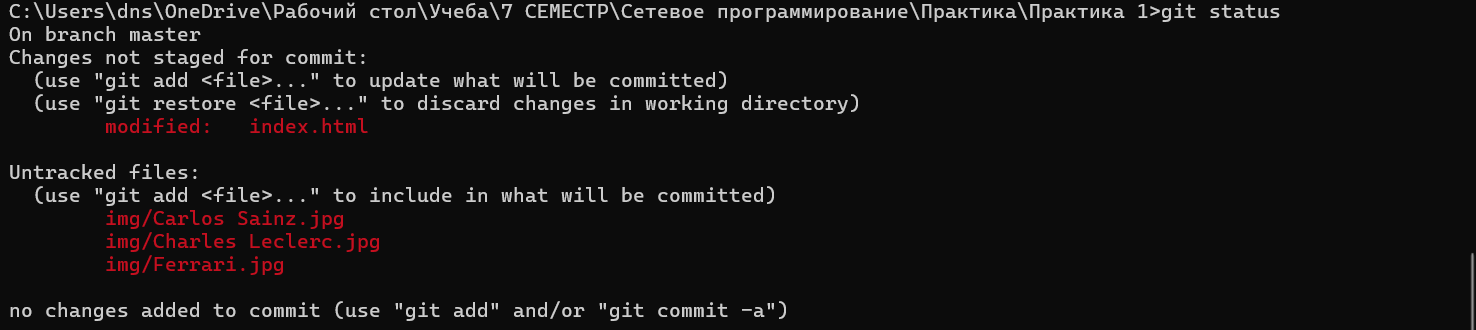 C:\Users\dns\OneDrive\Рабочий стол\Учеба\7 СЕМЕСТР\Сетевое программирование\Практика\Практика 1>git status
On branch master
Changes not staged for commit:
  (use "git add <file>..." to update what will be committed)
  (use "git restore <file>..." to discard changes in working directory)
        modified:   index.html

Untracked files:
  (use "git add <file>..." to include in what will be committed)
        img/Carlos Sainz.jpg
        img/Charles Leclerc.jpg
        img/Ferrari.jpg

no changes added to commit (use "git add" and/or "git commit -a")